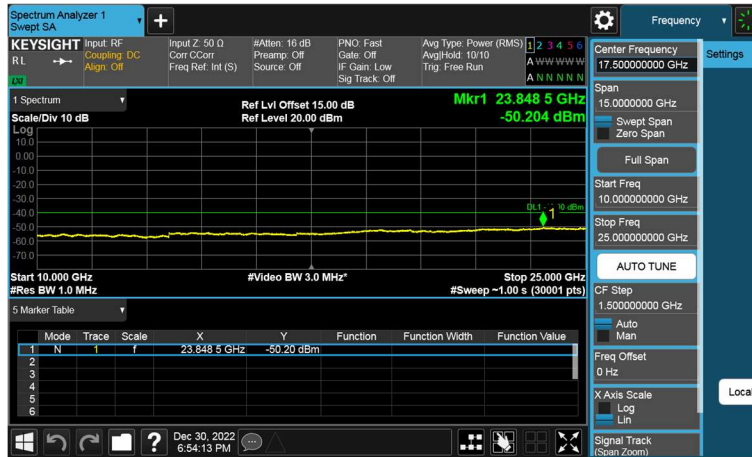 Spectrum Analyzer 1
Swept SA
+
Frequency
KEYSIGHT
RL
LXI
Input: RF
Coupling: DC
Align: Off
Input Z: 50 Ω
Corr CCorr
Freq Ref: Int (S)
#Atten: 16 dB
Preamp: Off
Source: Off
PNO: Fast
Gate: Off
IF Gain: Low
Sig Track: Off
Avg Type: Power (RMS)
Avg|Hold: 10/10
Trig: Free Run
1 2 3 4 5 6
A W W W W W
A N N N N N
1 Spectrum
Scale/Div 10 dB
Ref Lvl Offset 15.00 dB
Ref Level 20.00 dBm
Mkr1 23.848 5 GHz
-50.204 dBm
Log
10.0
0.00
-10.0
-20.0
-30.0
-40.0
-50.0
-60.0
-70.0
1
Start 10.000 GHz
#Res BW 1.0 MHz
#Video BW 3.0 MHz*
Stop 25.000 GHz
#Sweep ~1.00 s (30001 pts)
5 Marker Table
Mode Trace Scale X Y Function Function Width Function Value
1 N 1 f 23.848 5 GHz -50.20 dBm
2
3
4
5
6
?
Dec 30, 2022
6:54:13 PM
Center Frequency
17.500000000 GHz
Settings
Span
15.0000000 GHz
Swept Span
Zero Span
Full Span
Start Freq
10.000000000 GHz
Stop Freq
25.000000000 GHz
AUTO TUNE
CF Step
1.500000000 GHz
Auto
Man
Freq Offset
0 Hz
Local
X Axis Scale
Log
Lin
Signal Track
(Span Zoom)